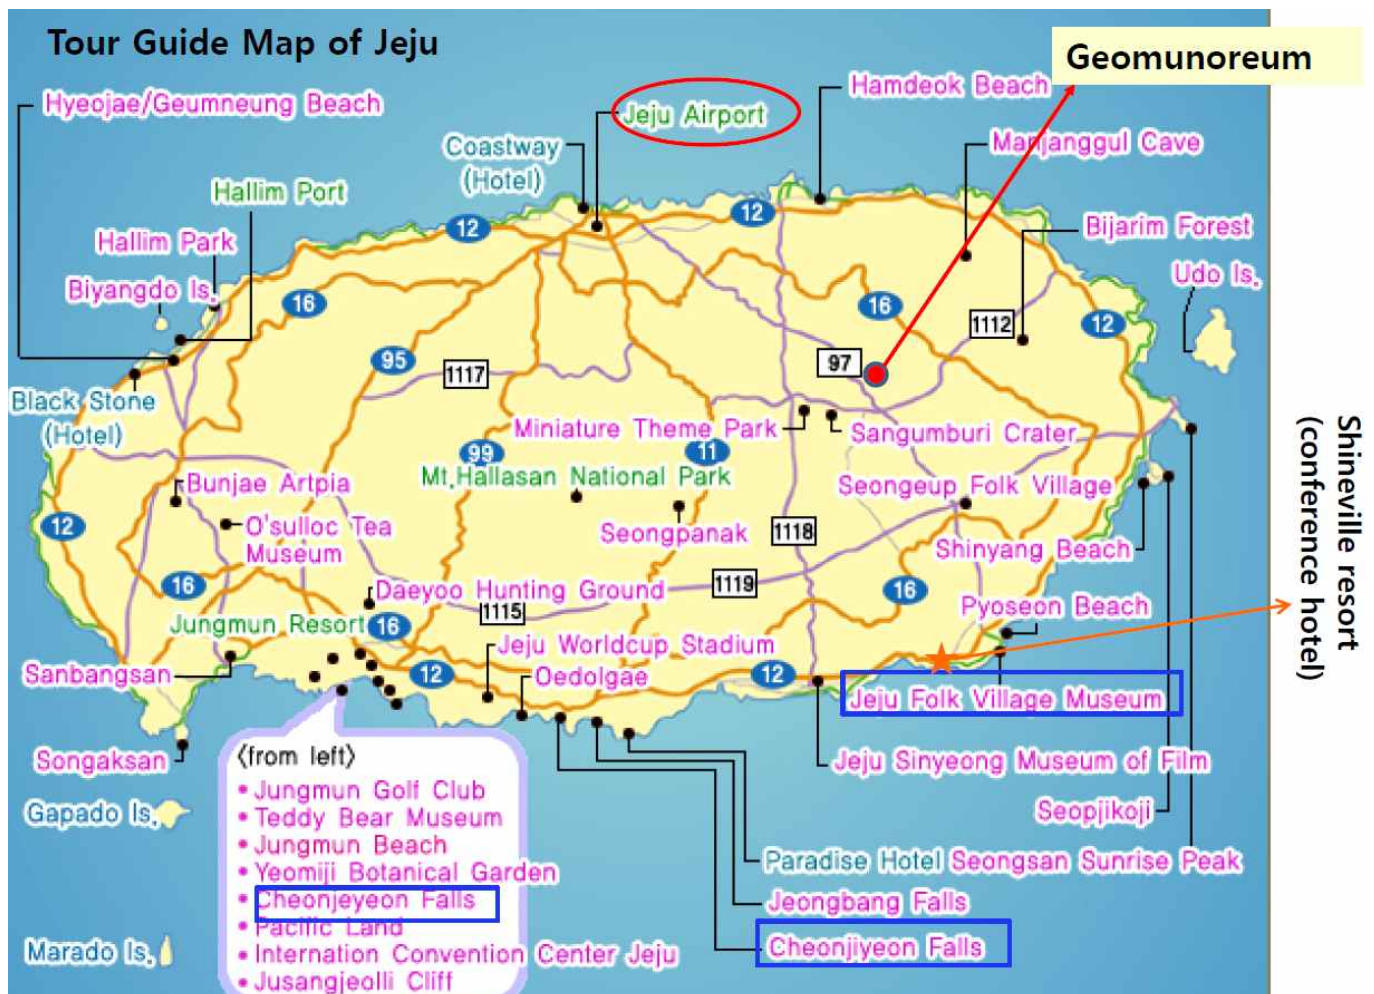 Tour Guide Map of Jeju
Geomunoreum
Hyeojae/Geumneung Beach
Jeju Airport
Hamdeok Beach
Coastway
(Hotel)
Manjanggul Cave
Hallim Port
12
12
Hallim Park
Bijarim Forest
Biyangdo Is.
Udo Is.
16
16
1112
12
95
97
1117
Black Stone
(Hotel)
Miniature Theme Park
Sangumburi Crater
99
11
Mt.Hallasan National Park
Bunjae Artpia
Seongeup Folk Village
Shineville resort
(conference hotel)
12
O'sulloc Tea
Museum
Seongpanak
1118
Shinyang Beach
16
Daeyoo Hunting Ground
1119
16
1115
Pyoseon Beach
Jungmun Resort
16
Jeju Worldcup Stadium
Sanbangsan
12
Oedolgae
12
Jeju Folk Village Museum
Songaksan
〈from left〉
Jeju Sinyeong Museum of Film
• Jungmun Golf Club
Gapado Is.
• Teddy Bear Museum
Seopjikoji
• Jungmun Beach
Paradise Hotel
Seongsan Sunrise Peak
• Yeomiji Botanical Garden
• Cheonjeyeon Falls
Jeongbang Falls
• Pacific Land
Cheonjiyeon Falls
Marado Is.
• Internation Convention Center Jeju
• Jusangjeolli Cliff